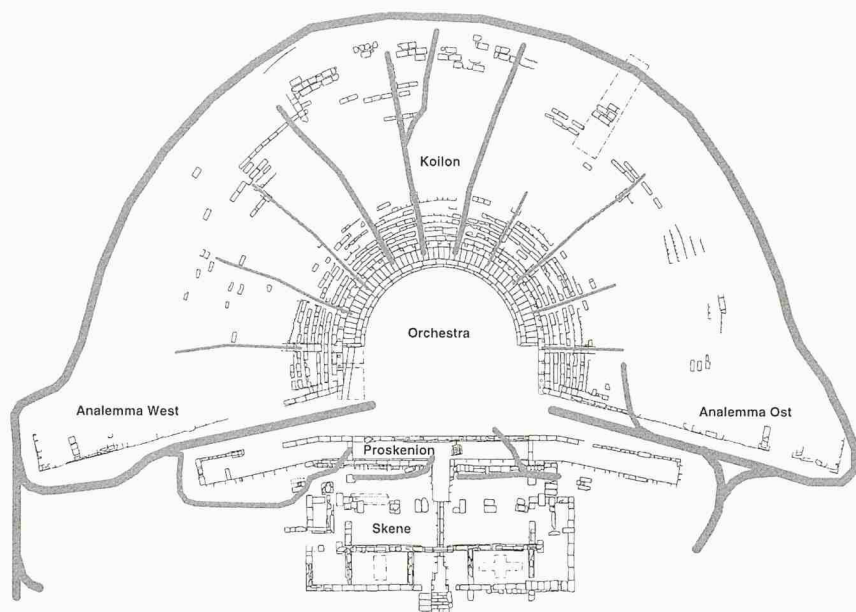 Koilon
Orchestra
Analemma West
Analemma Ost
Proskenion
Skene